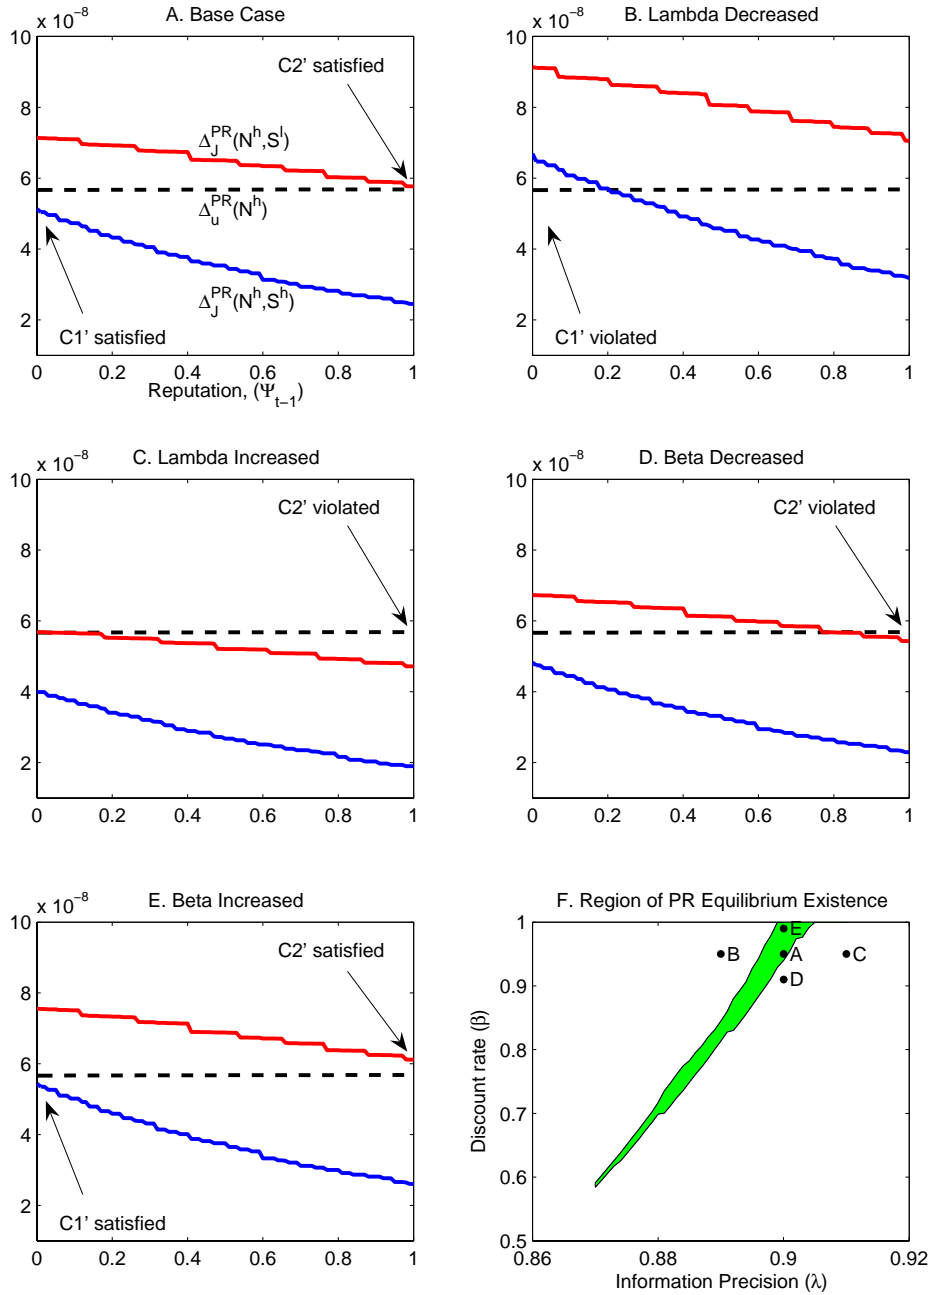 A. Base Case
x 10^−8
10
8
6
4
2
C2' satisfied
Δ_J^PR(N^h,S^l)
Δ_u^PR(N^h)
Δ_J^PR(N^h,S^h)
C1' satisfied
0 0.2 0.4 0.6 0.8 1
Reputation, (Ψ_t−1)
B. Lambda Decreased
x 10^−8
10
8
6
4
2
C1' violated
0 0.2 0.4 0.6 0.8 1
C. Lambda Increased
x 10^−8
10
8
6
4
2
C2' violated
0 0.2 0.4 0.6 0.8 1
D. Beta Decreased
x 10^−8
10
8
6
4
2
C2' violated
0 0.2 0.4 0.6 0.8 1
E. Beta Increased
x 10^−8
10
8
6
4
2
C2' satisfied
C1' satisfied
0 0.2 0.4 0.6 0.8 1
F. Region of PR Equilibrium Existence
1
0.9
0.8
0.7
0.6
0.5
Discount rate (β)
E
B
A
C
D
0.86 0.88 0.9 0.92
Information Precision (λ)